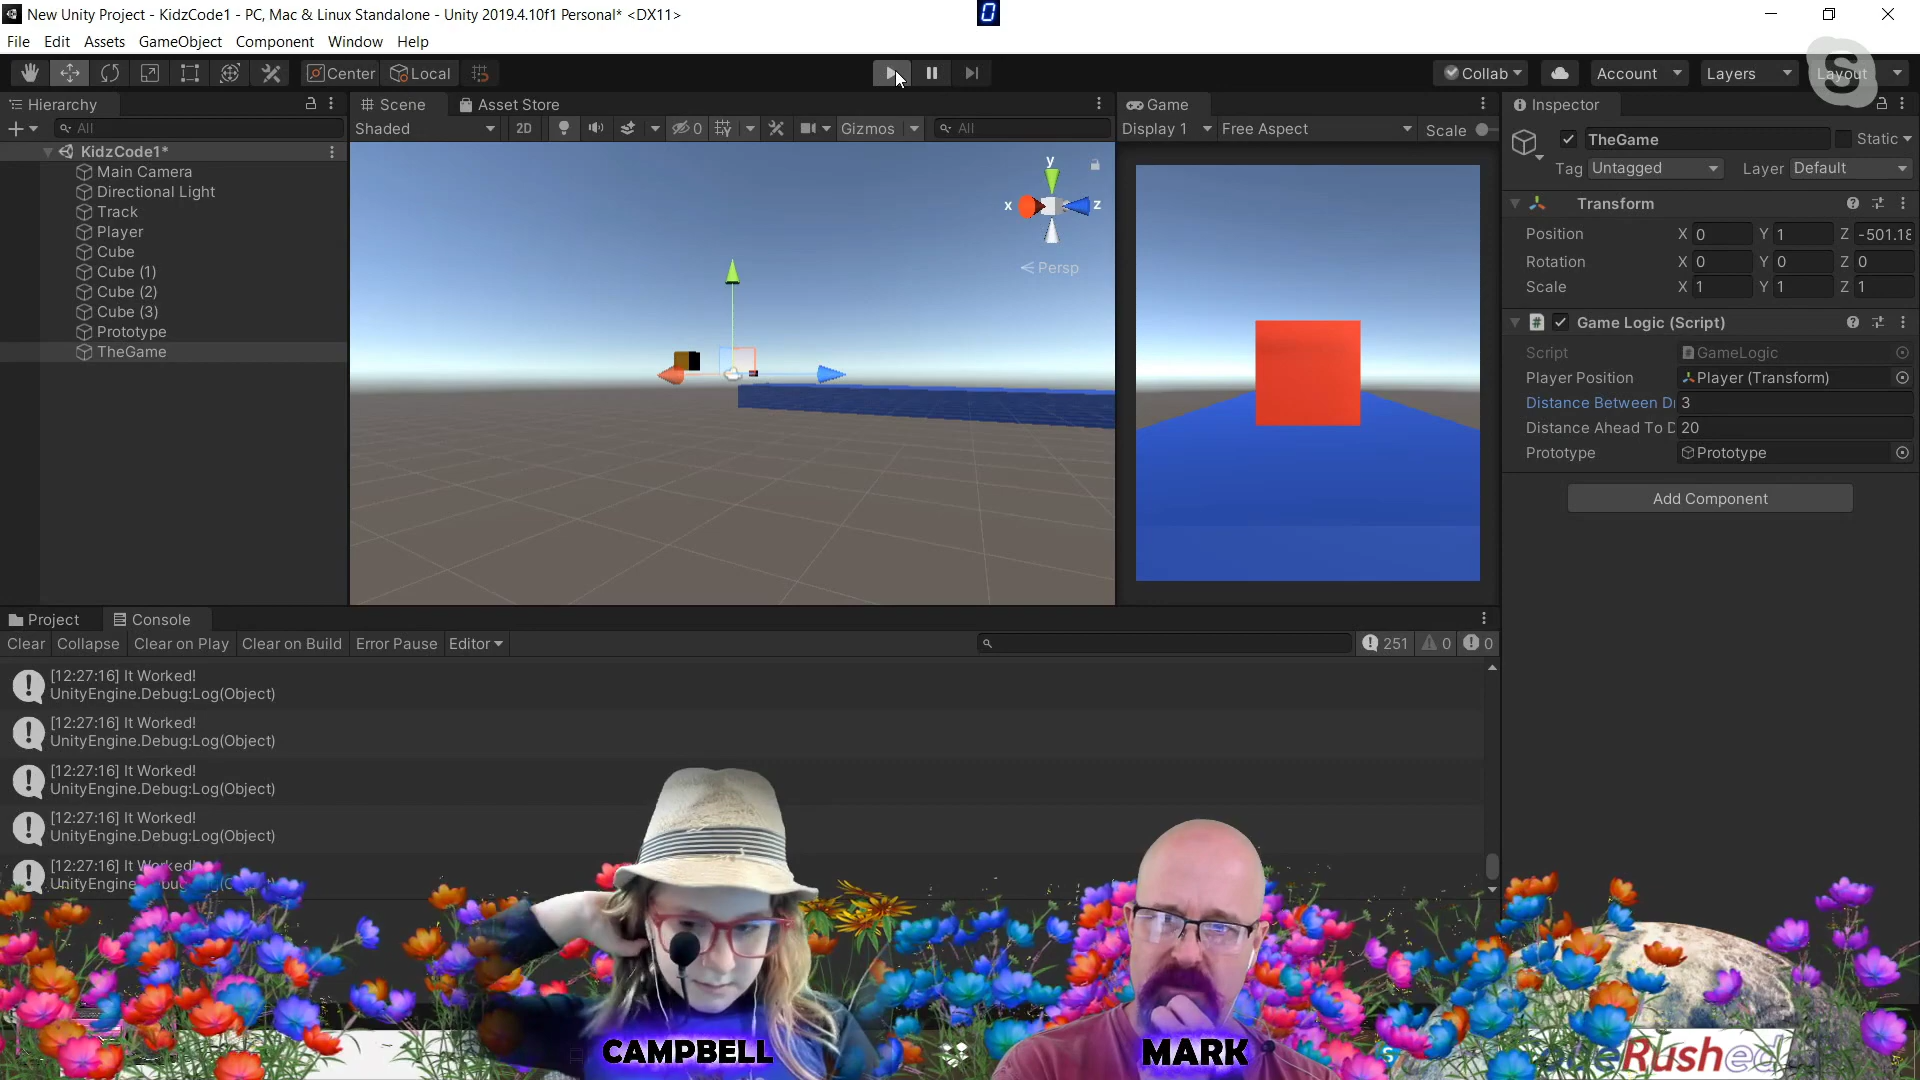 New Unity Project - KidzCode1 - PC, Mac & Linux Standalone - Unity 2019.4.10f1 Personal* <DX11>
0
File Edit Assets GameObject Component Window Help
Center Local
Collab Account Layers Layout
S
Hierarchy
All
KidzCode1*
Main Camera
Directional Light
Track
Player
Cube
Cube (1)
Cube (2)
Cube (3)
Prototype
TheGame
Scene Asset Store
Shaded 2D 0 Gizmos All
y
x z
Persp
Game
Display 1 Free Aspect Scale
Inspector
TheGame Static
Tag Untagged Layer Default
Transform
Position X 0 Y 1 Z -501.18
Rotation X 0 Y 0 Z 0
Scale X 1 Y 1 Z 1
Game Logic (Script)
Script GameLogic
Player Position Player (Transform)
Distance Between D 3
Distance Ahead To D 20
Prototype Prototype
Add Component
Project Console
Clear Collapse Clear on Play Clear on Build Error Pause Editor 251 0 0
[12:27:16] It Worked!
UnityEngine.Debug:Log(Object)
[12:27:16] It Worked!
UnityEngine.Debug:Log(Object)
[12:27:16] It Worked!
UnityEngine.Debug:Log(Object)
[12:27:16] It Worked!
UnityEngine.Debug:Log(Object)
[12:27:16] It Worked!
UnityEngine
CAMPBELL
MARK